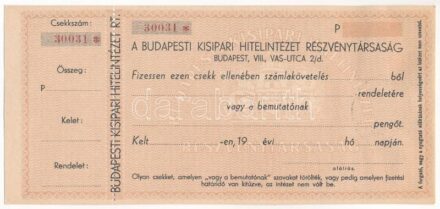 Csekkszám:
30031 *
Összeg:
P
Kelet:
Rendelet:
BUDAPESTI KISIPARI HITELINTÉZET RT.
30031 *
P
A BUDAPESTI KISIPARI HITELINTÉZET RÉSZVÉNYTÁRSASÁG
BUDAPEST, VIII., VAS-UTCA 2/d.
Fizessen ezen csekk ellenében számlakövetelés ből
rendeletére
vagy a bemutatónak
pengőt.
Kelt -en, 19 évi hó napján.
aláírás.
Olyan csekket, amelyen „vagy a bemutatónak" szavakat törölték, vagy pedig amelyen fizetési
határidő van kitűzve, az intézet nem vált be.
darabanth